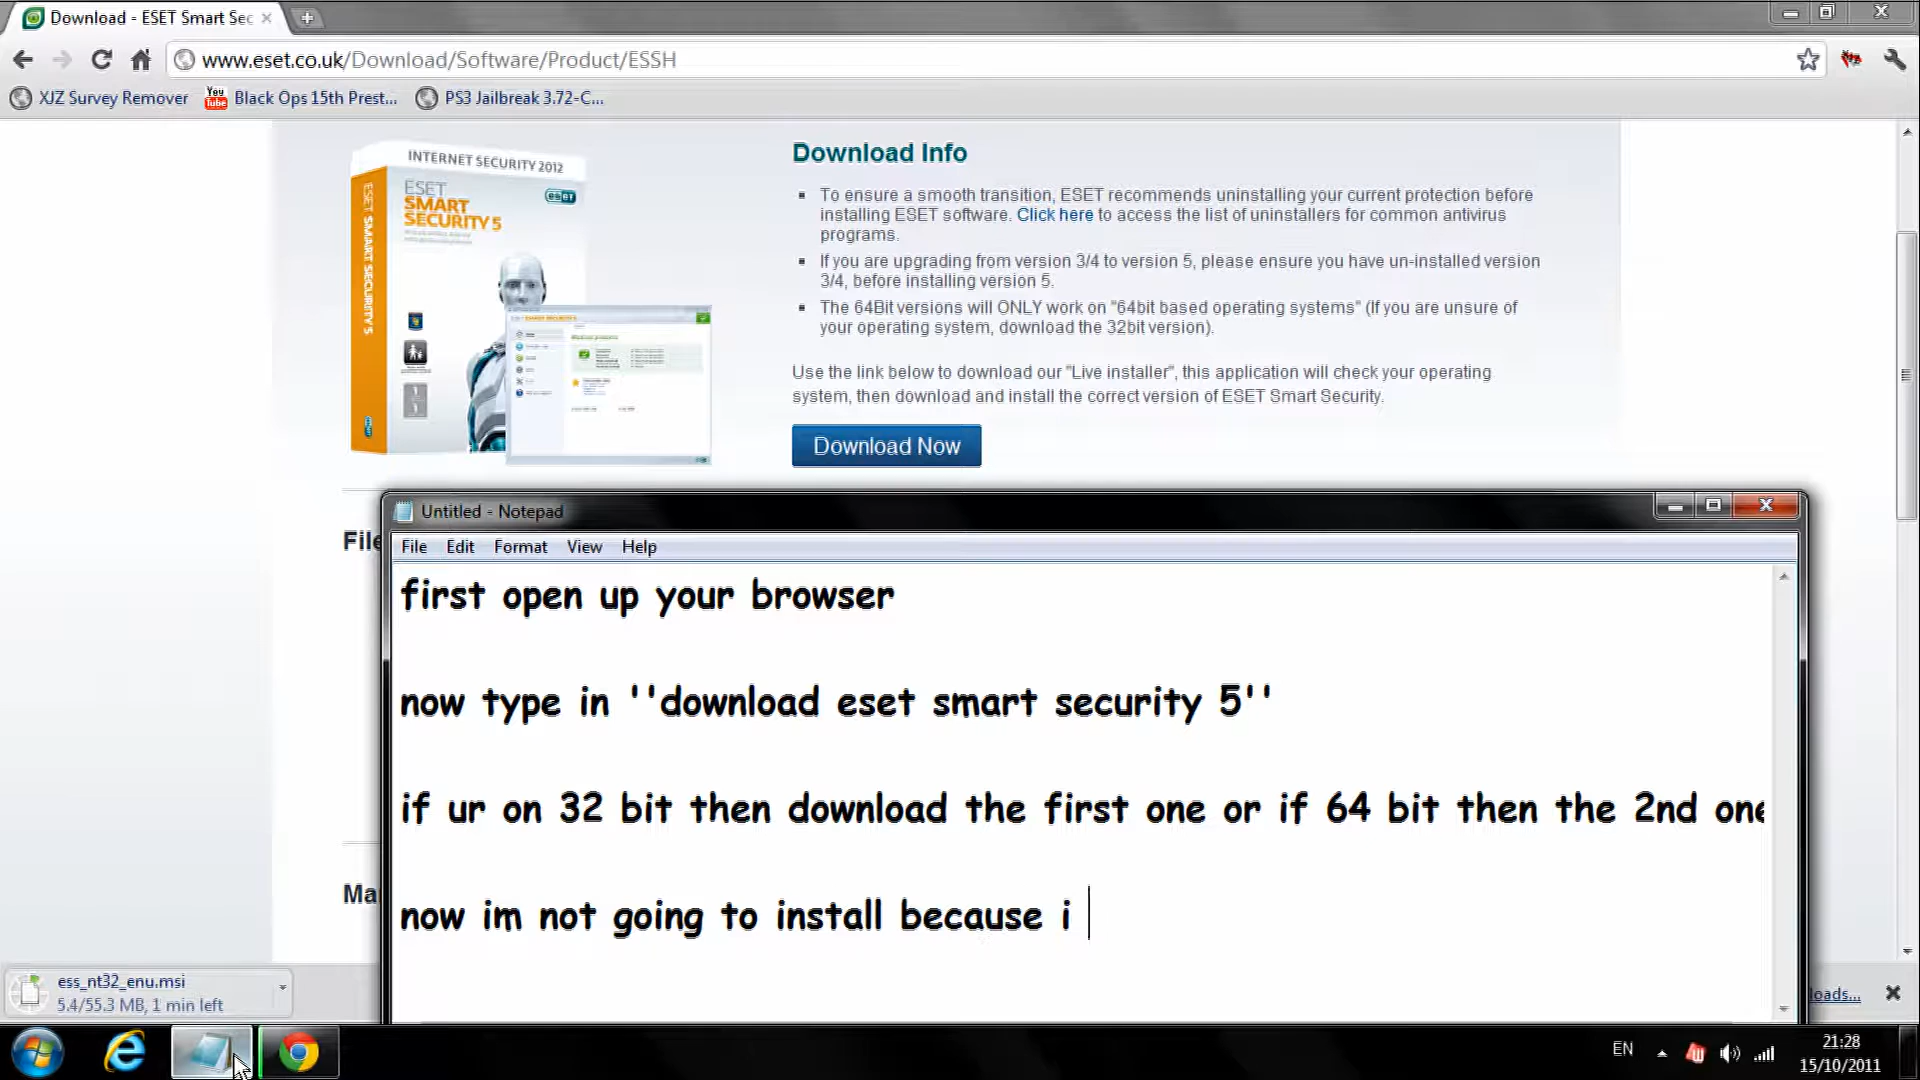 Download - ESET Smart Sec
www.eset.co.uk/Download/Software/Product/ESSH
XJZ Survey Remover
You Tube
Black Ops 15th Prest...
PS3 Jailbreak 3.72-C...
INTERNET SECURITY 2012
ESET
SMART
SECURITY 5
eset
ESET SMART SECURITY 5
Download Info
To ensure a smooth transition, ESET recommends uninstalling your current protection before
installing ESET software. Click here to access the list of uninstallers for common antivirus
programs.
If you are upgrading from version 3/4 to version 5, please ensure you have un-installed version
3/4, before installing version 5.
The 64Bit versions will ONLY work on "64bit based operating systems" (If you are unsure of
your operating system, download the 32bit version).
Use the link below to download our "Live installer", this application will check your operating
system, then download and install the correct version of ESET Smart Security.
Download Now
File
Ma
Untitled - Notepad
File Edit Format View Help
first open up your browser
now type in ''download eset smart security 5''
if ur on 32 bit then download the first one or if 64 bit then the 2nd one
now im not going to install because i
ess_nt32_enu.msi
5.4/55.3 MB, 1 min left
loads...
EN
21:28
15/10/2011